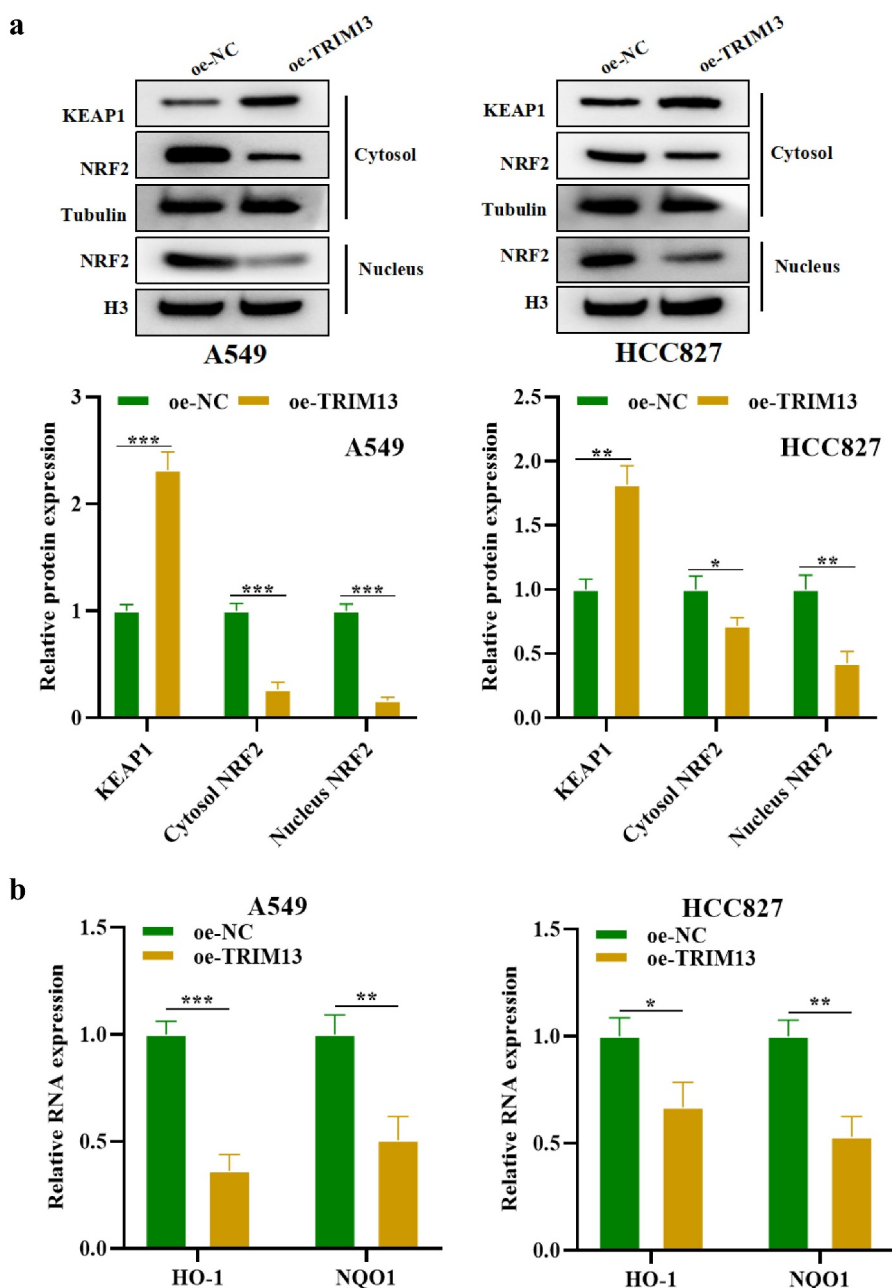 a
oe-NC oe-TRIM13
KEAP1
NRF2
Tubulin
Cytosol
NRF2
H3
Nucleus
A549
oe-NC oe-TRIM13
KEAP1
NRF2
Tubulin
Cytosol
NRF2
H3
Nucleus
HCC827
oe-NC oe-TRIM13
A549
Relative protein expression
3
2
1
0
***
***
***
KEAP1
Cytosol NRF2
Nucleus NRF2
oe-NC oe-TRIM13
HCC827
Relative protein expression
2.5
2.0
1.5
1.0
0.5
0.0
**
*
**
KEAP1
Cytosol NRF2
Nucleus NRF2
b
A549
oe-NC
oe-TRIM13
Relative RNA expression
1.5
1.0
0.5
0.0
***
**
HO-1 NQO1
HCC827
oe-NC
oe-TRIM13
Relative RNA expression
1.5
1.0
0.5
0.0
*
**
HO-1 NQO1